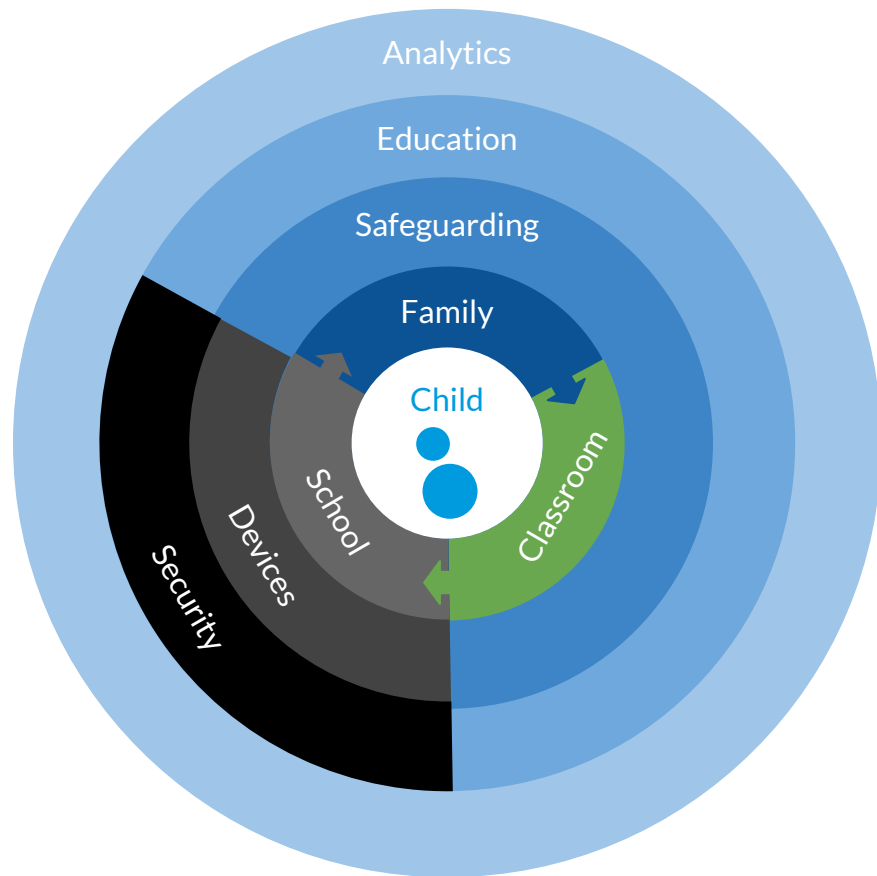 Analytics
Education
Safeguarding
Family
Child
School
Classroom
Devices
Security